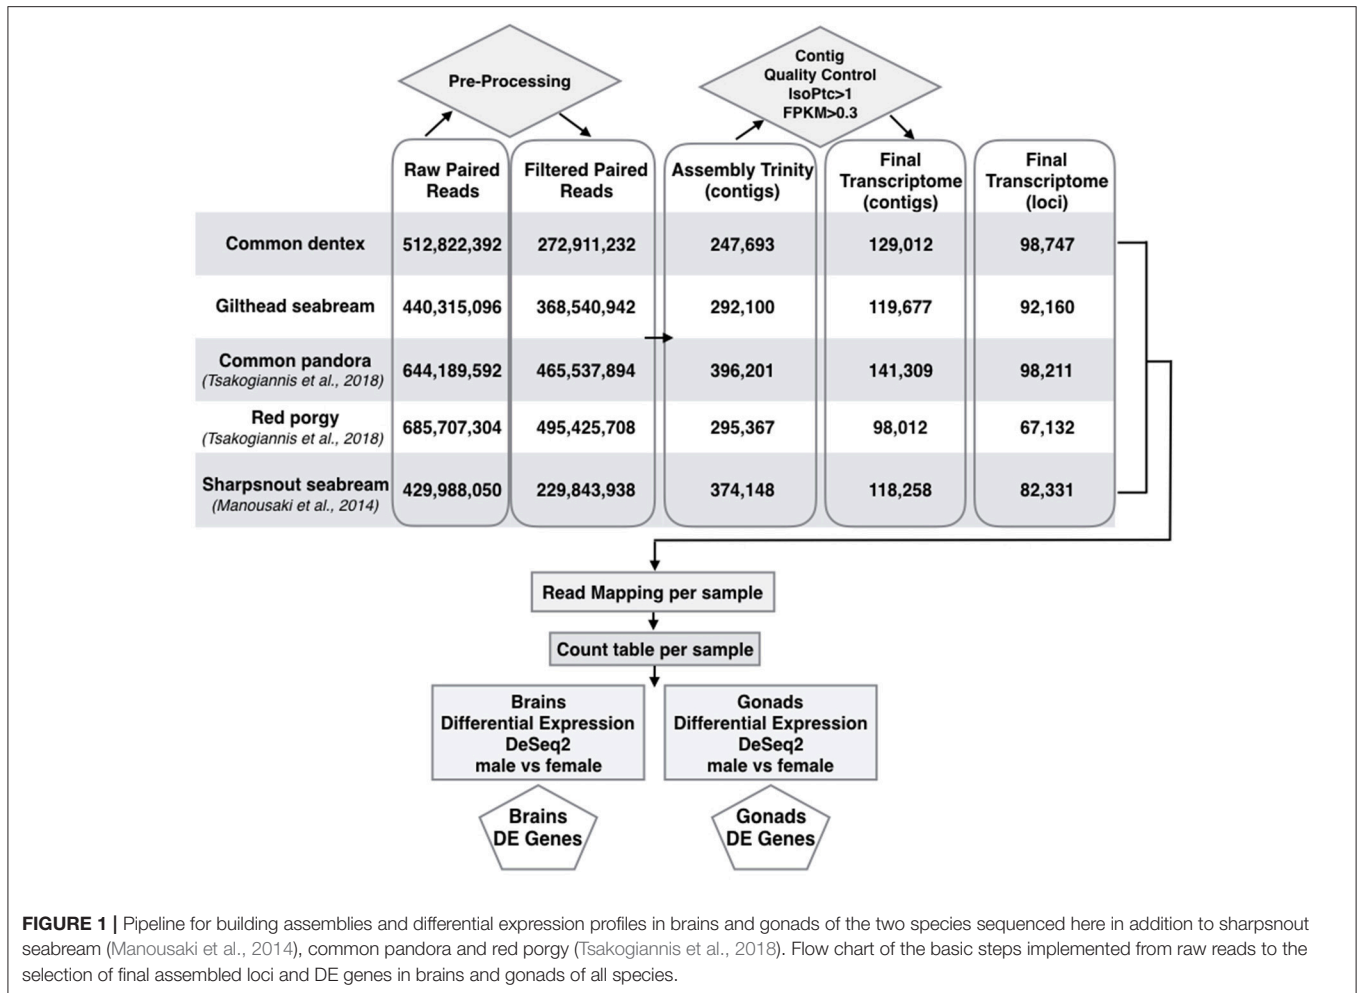 Pre-Processing
Contig
Quality Control
IsoPtc>1
FPKM>0.3
Raw Paired
Reads
Filtered Paired
Reads
Assembly Trinity
(contigs)
Final
Transcriptome
(contigs)
Final
Transcriptome
(loci)
Common dentex 512,822,392 272,911,232 247,693 129,012 98,747
Gilthead seabream 440,315,096 368,540,942 292,100 119,677 92,160
Common pandora
(Tsakogiannis et al., 2018)
644,189,592 465,537,894 396,201 141,309 98,211
Red porgy
(Tsakogiannis et al., 2018)
685,707,304 495,425,708 295,367 98,012 67,132
Sharpsnout seabream
(Manousaki et al., 2014)
429,988,050 229,843,938 374,148 118,258 82,331
Read Mapping per sample
Count table per sample
Brains
Differential Expression
DeSeq2
male vs female
Gonads
Differential Expression
DeSeq2
male vs female
Brains
DE Genes
Gonads
DE Genes
FIGURE 1 | Pipeline for building assemblies and differential expression profiles in brains and gonads of the two species sequenced here in addition to sharpsnout
seabream (Manousaki et al., 2014), common pandora and red porgy (Tsakogiannis et al., 2018). Flow chart of the basic steps implemented from raw reads to the
selection of final assembled loci and DE genes in brains and gonads of all species.